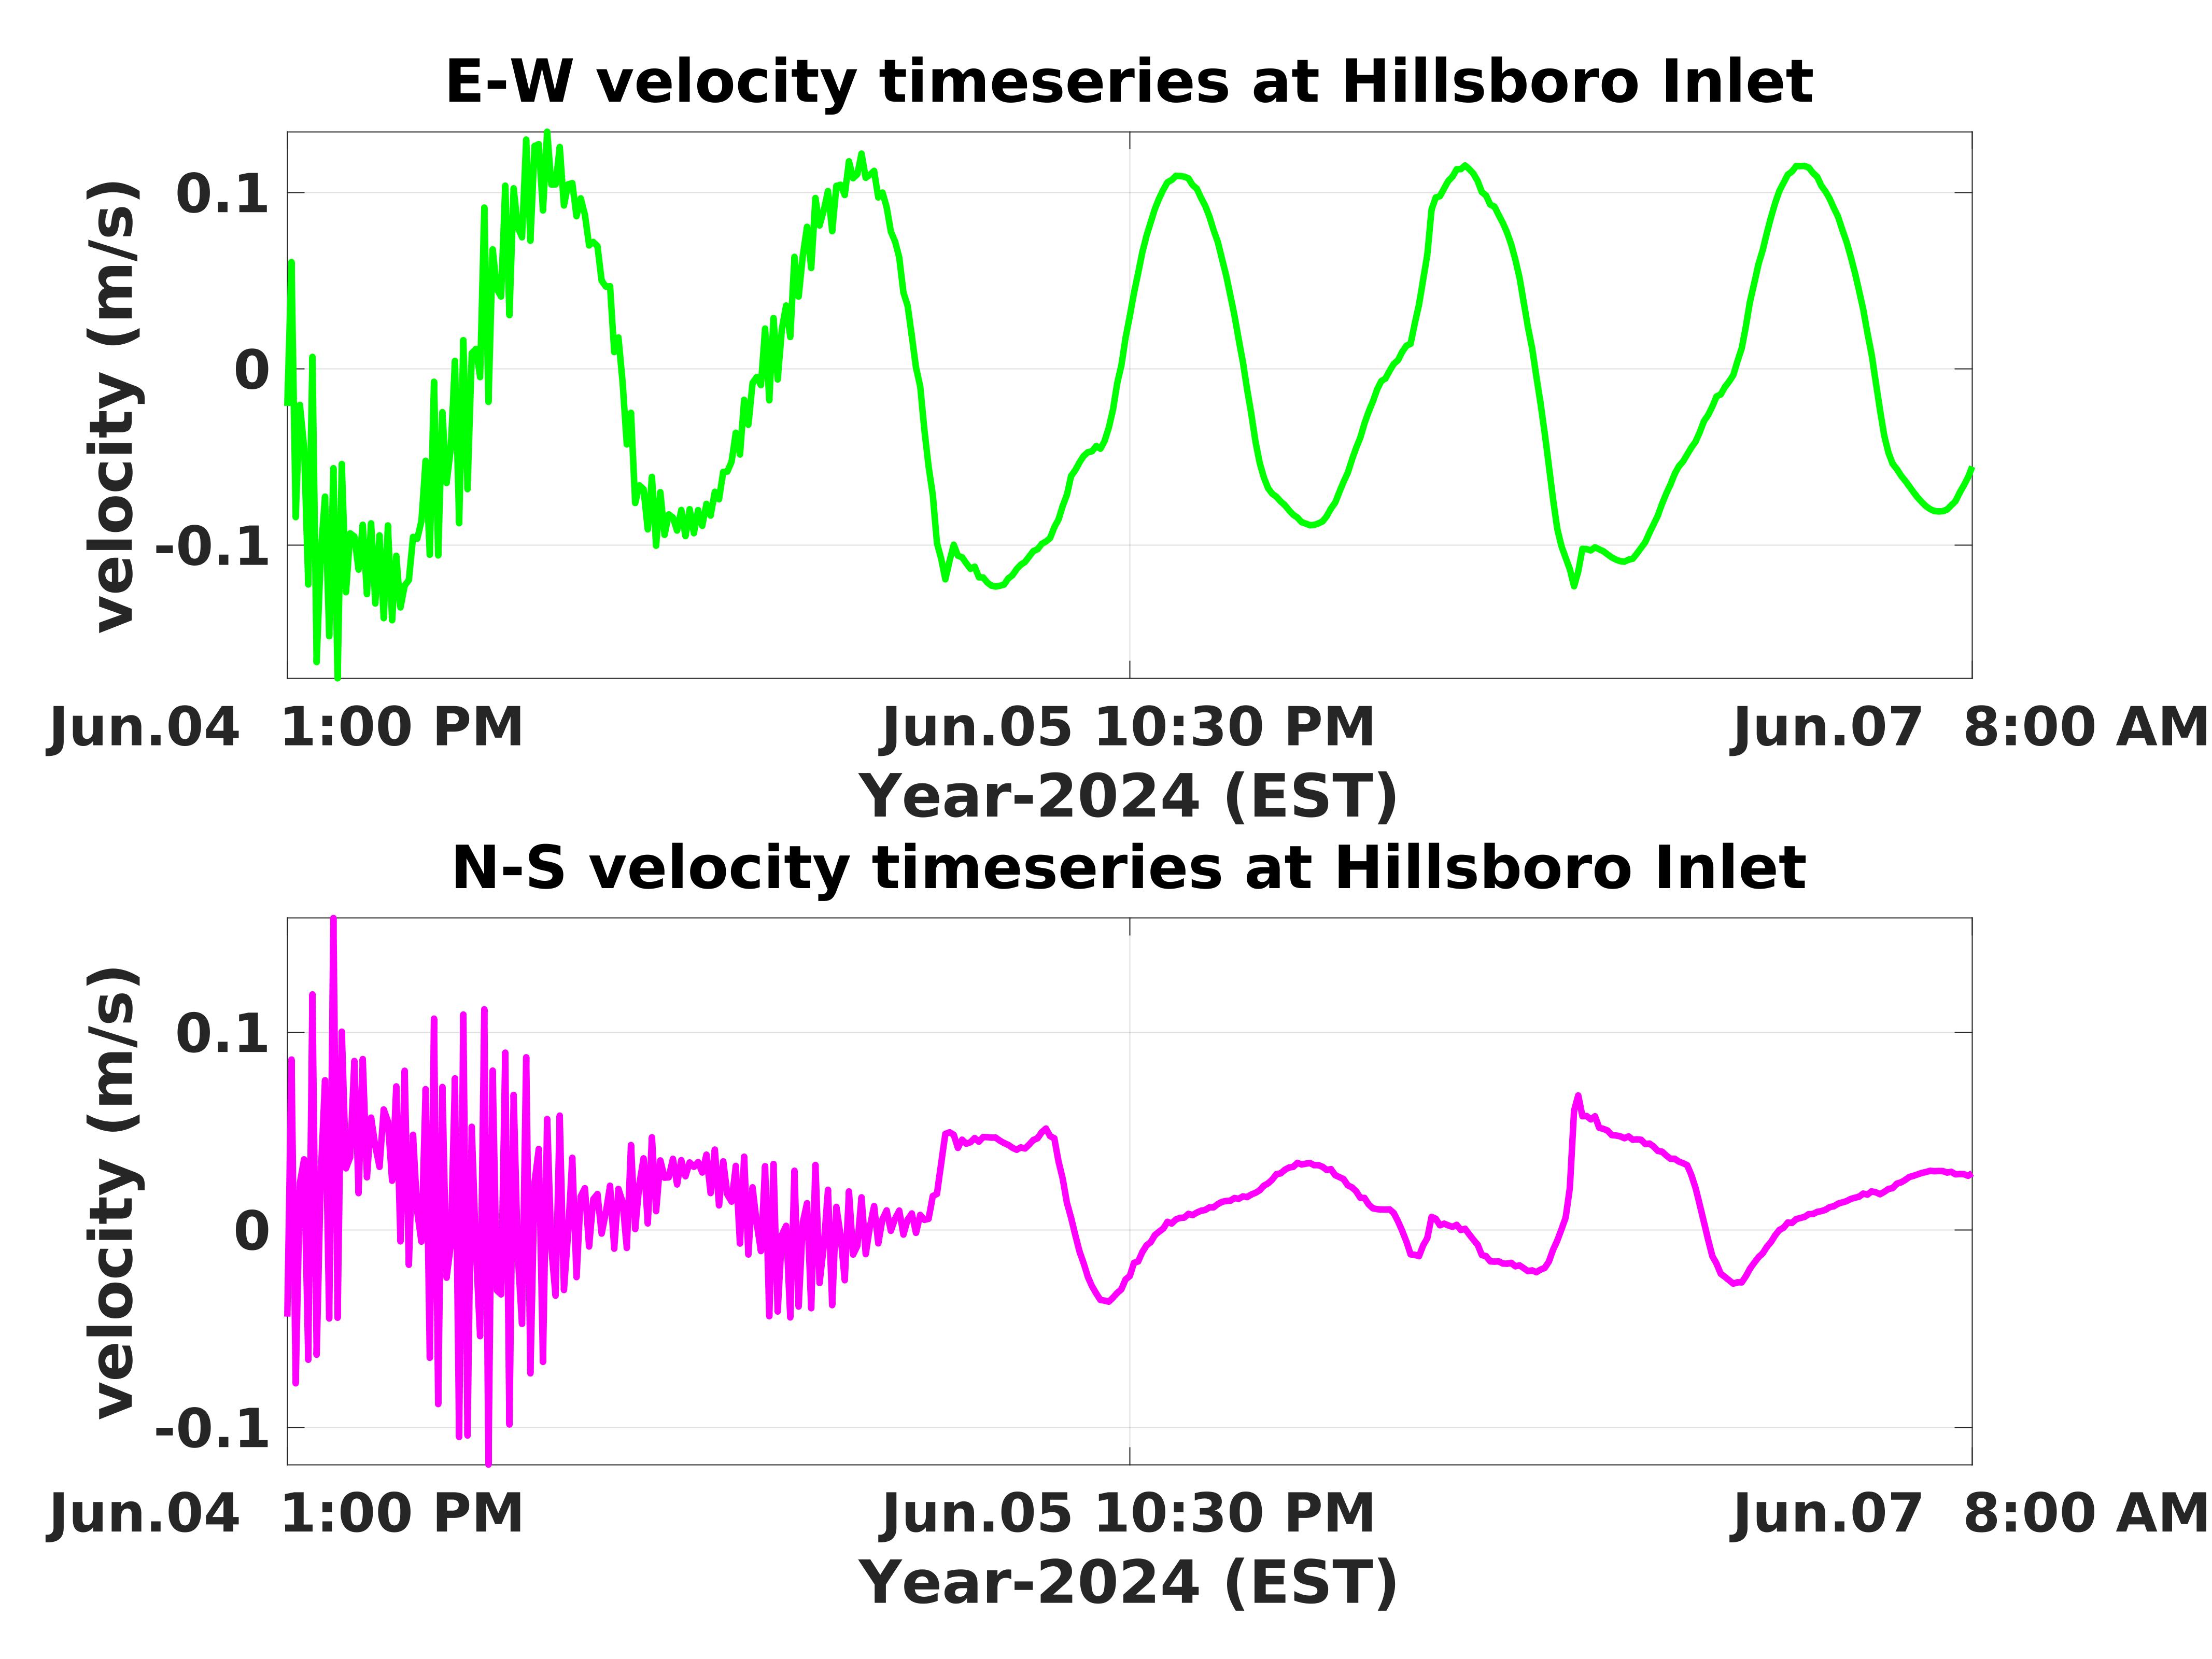 E-W velocity timeseries at Hillsboro Inlet
velocity (m/s)
0.1
0
-0.1
Jun.04  1:00 PM
Jun.05 10:30 PM
Jun.07  8:00 AM
Year-2024 (EST)
N-S velocity timeseries at Hillsboro Inlet
velocity (m/s)
0.1
0
-0.1
Jun.04  1:00 PM
Jun.05 10:30 PM
Jun.07  8:00 AM
Year-2024 (EST)